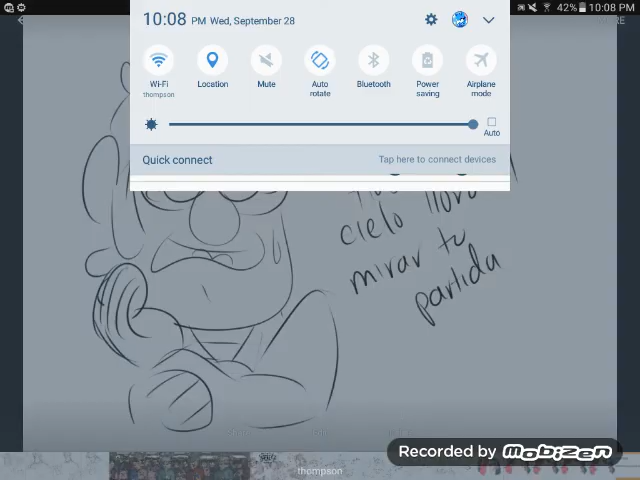 10:08 PM Wed, September 28
42% 10:08 PM
Wi-Fi
thompson
Location
Mute
Auto rotate
Bluetooth
Power saving
Airplane mode
Auto
Quick connect
Tap here to connect devices
cielo lloro
mirar tu
partida
Recorded by mobizen
thompson